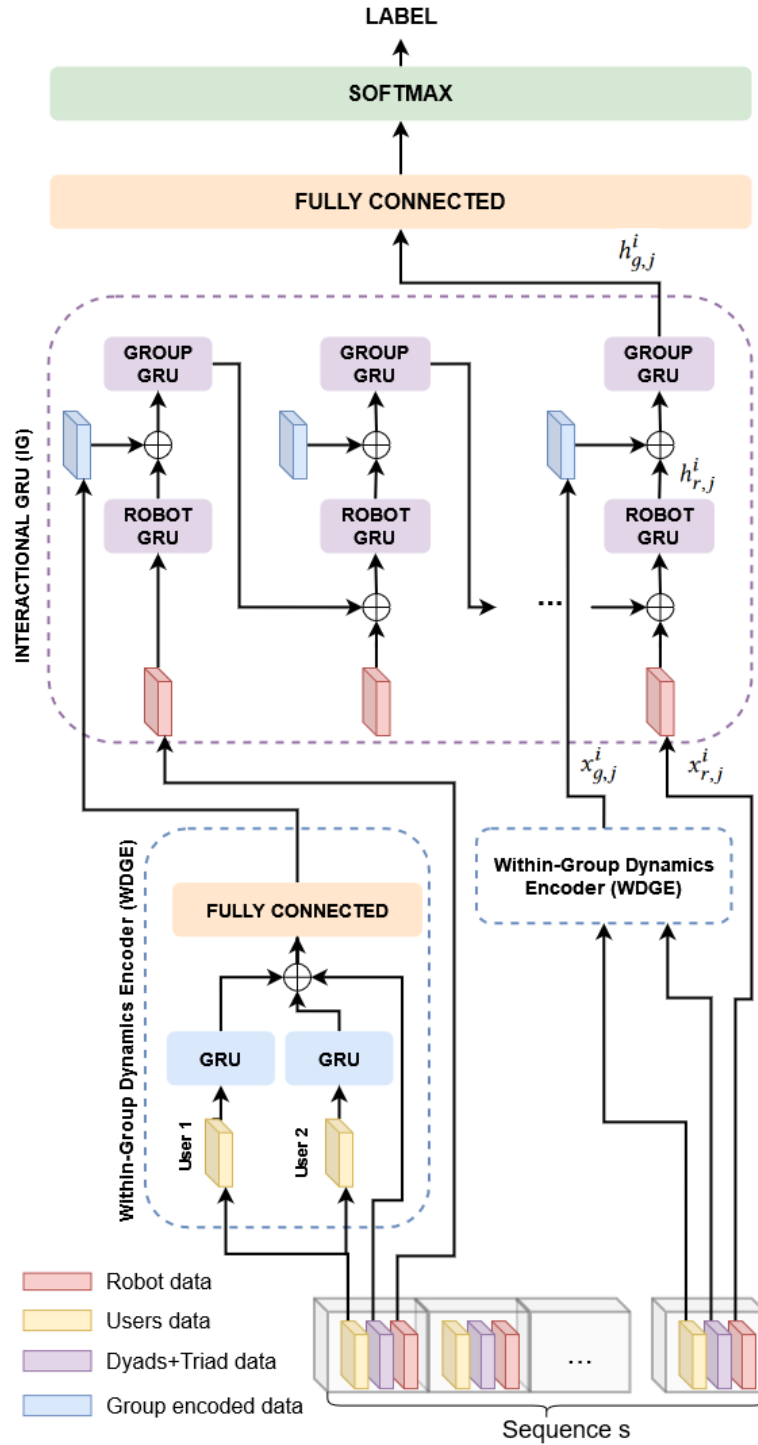 LABEL
SOFTMAX
FULLY CONNECTED
h^i_{g,j}
INTERACTIONAL GRU (IG)
GROUP
GRU
GROUP
GRU
GROUP
GRU
h^i_{r,j}
ROBOT
GRU
ROBOT
GRU
ROBOT
GRU
...
x^i_{g,j}
x^i_{r,j}
Within-Group Dynamics Encoder (WDGE)
FULLY CONNECTED
GRU
GRU
User 1
User 2
Within-Group Dynamics
Encoder (WDGE)
Robot data
Users data
Dyads+Triad data
Group encoded data
...
Sequence s